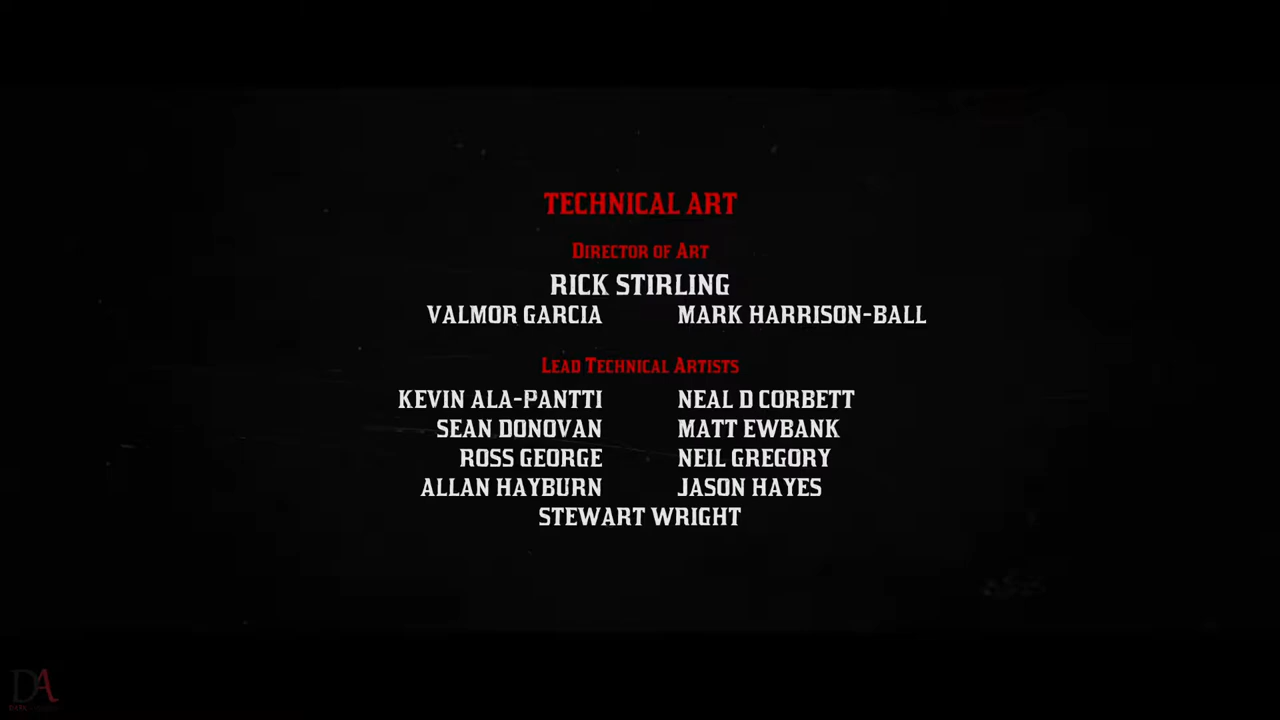 TECHNICAL ART
DIRECTOR OF ART
RICK STIRLING
VALMOR GARCIA MARK HARRISON-BALL
LEAD TECHNICAL ARTISTS
KEVIN ALA-PANTTI NEAL D CORBETT
SEAN DONOVAN MATT EWBANK
ROSS GEORGE NEIL GREGORY
ALLAN HAYBURN JASON HAYES
STEWART WRIGHT
DA